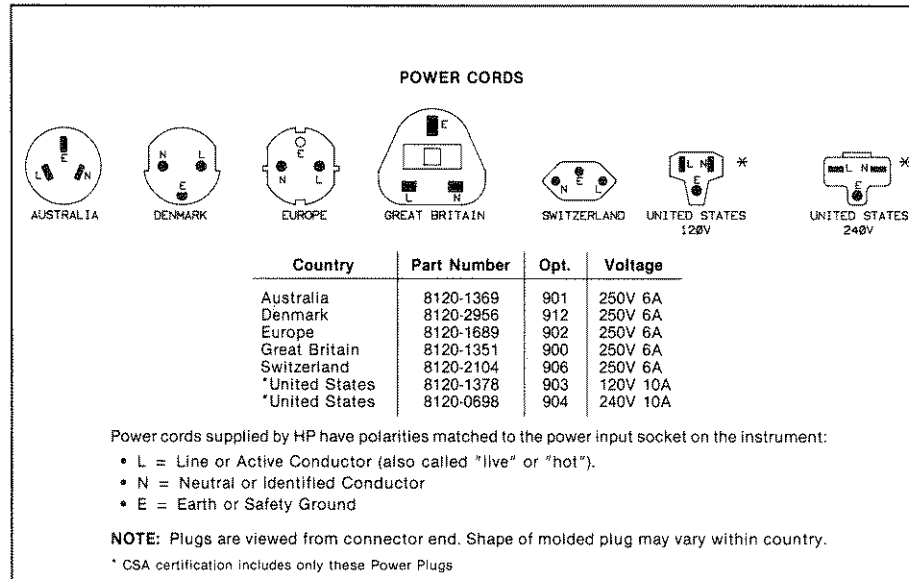 POWER CORDS
E
L
N
AUSTRALIA
N
L
E
DENMARK
E
N
L
EUROPE
E
L
N
GREAT BRITAIN
N
E
L
SWITZERLAND
L
N
E
*
UNITED STATES
120V
L
N
E
*
UNITED STATES
240V
Country Part Number Opt. Voltage
Australia 8120-1369 901 250V 6A
Denmark 8120-2956 912 250V 6A
Europe 8120-1689 902 250V 6A
Great Britain 8120-1351 900 250V 6A
Switzerland 8120-2104 906 250V 6A
*United States 8120-1378 903 120V 10A
*United States 8120-0698 904 240V 10A
Power cords supplied by HP have polarities matched to the power input socket on the instrument:
• L = Line or Active Conductor (also called "live" or "hot").
• N = Neutral or Identified Conductor
• E = Earth or Safety Ground
NOTE: Plugs are viewed from connector end. Shape of molded plug may vary within country.
* CSA certification includes only these Power Plugs